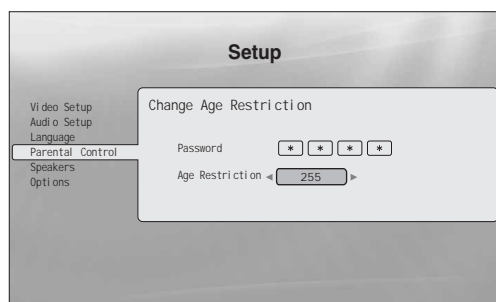 Setup
Video Setup
Audio Setup
Language
Parental Control
Speakers
Options
Change Age Restriction
Password * * * *
Age Restriction ◀ 255 ▶